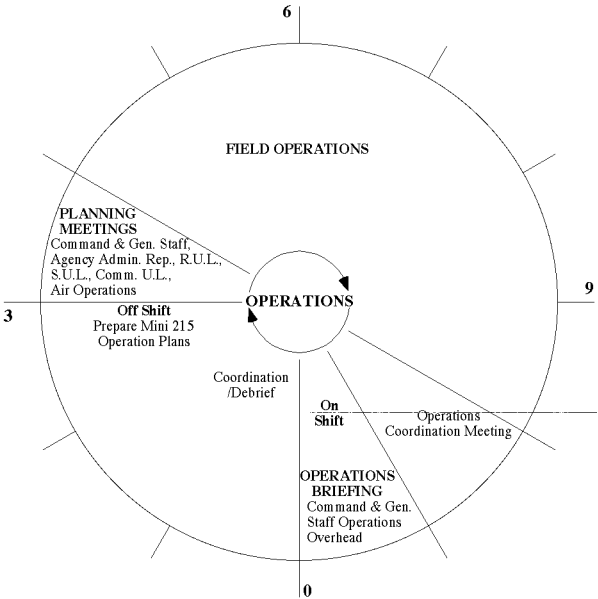 6
FIELD OPERATIONS
PLANNING
MEETINGS
Command & Gen. Staff,
Agency Admin. Rep., R.U.L.,
S.U.L., Comm. U.L.,
Air Operations
9
OPERATIONS
3
Off Shift
Prepare Mini 215
Operation Plans
Coordination
/Debrief
On
Shift
Operations
Coordination Meeting
OPERATIONS
BRIEFING
Command & Gen.
Staff Operations
Overhead
0